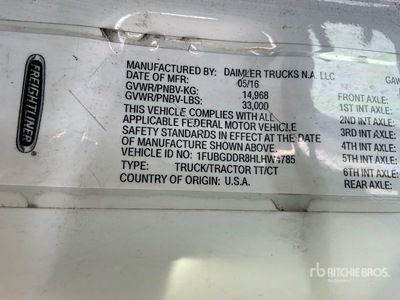 FREIGHTLINER
MANUFACTURED BY: DAIMLER TRUCKS N.A. LLC
DATE OF MFR: 05/16
GVWR/PNBV-KG: 14,968
GVWR/PNBV-LBS: 33,000
THIS VEHICLE COMPLIES WITH ALL
APPLICABLE FEDERAL MOTOR VEHICLE
SAFETY STANDARDS IN EFFECT AT THE DATE
OF MANUFACTURE SHOWN ABOVE.
VEHICLE ID NO: 1FUBGDDR8HLHW4785
TYPE: TRUCK/TRACTOR TT/CT
COUNTRY OF ORIGIN: U.S.A.
GAW
FRONT AXLE:
1ST INT AXLE:
2ND INT AXLE:
3RD INT AXLE:
4TH INT AXLE:
5TH INT AXLE:
6TH INT AXLE:
REAR AXLE:
rb RITCHIE BROS.